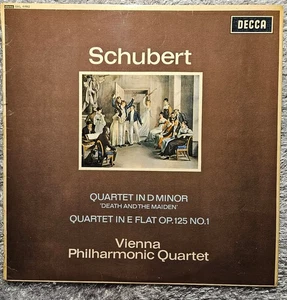 DECCA
Schubert
QUARTET IN D MINOR
'DEATH AND THE MAIDEN'
QUARTET IN E FLAT OP.125 NO.1
Vienna
Philharmonic Quartet